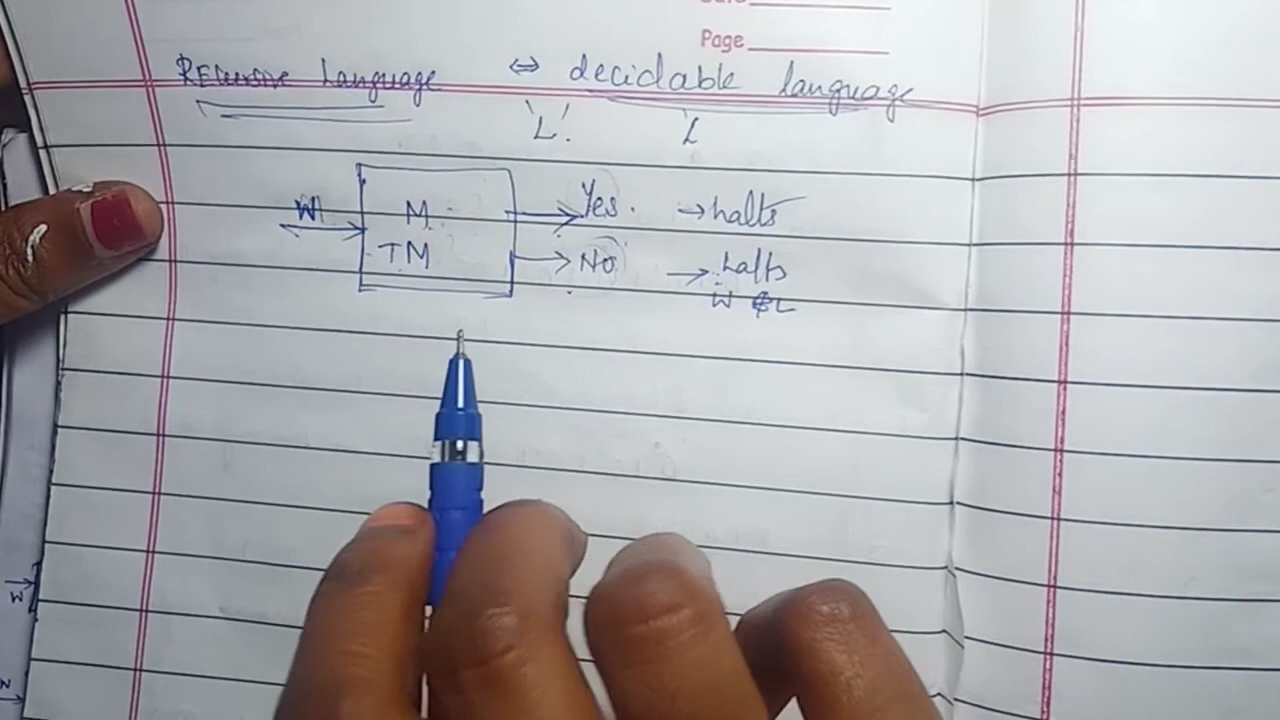 Page
Recursive Language ⇔ decidable language
'L'. L
W M. Yes. → halts
TM No → halts
W ∉ L